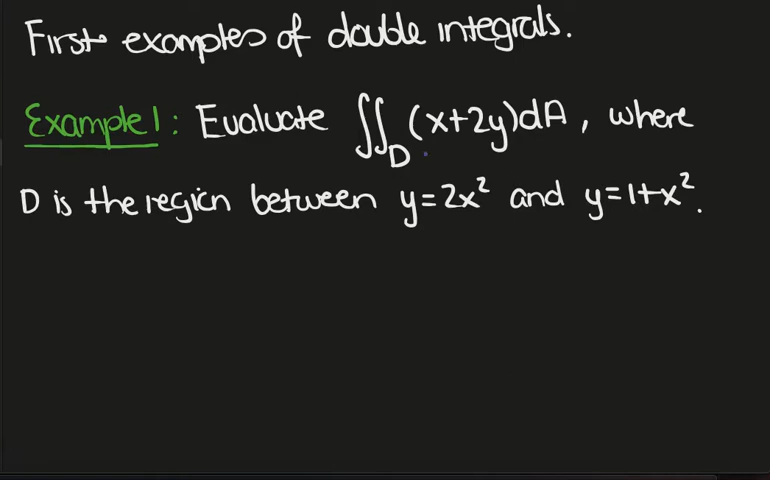 First examples of double integrals.
Example 1: Evaluate ∬_D (x+2y)dA, where
D is the region between y=2x² and y=1+x².